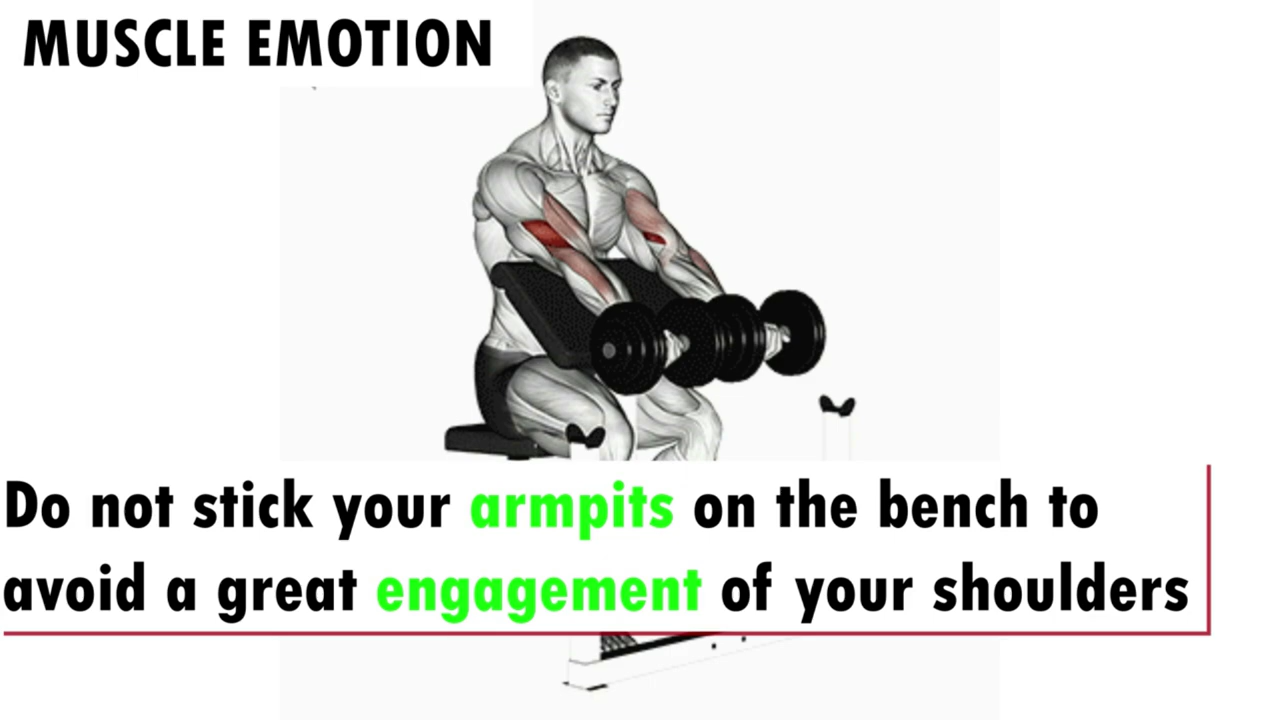 MUSCLE EMOTION
Do not stick your armpits on the bench to
avoid a great engagement of your shoulders